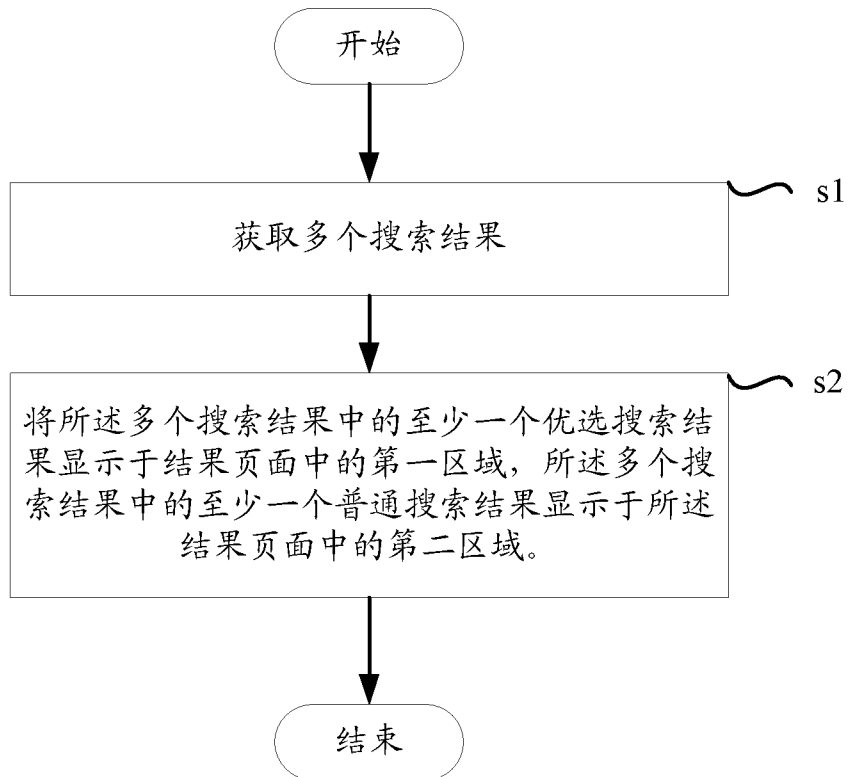 开始
s1
获取多个搜索结果
s2
将所述多个搜索结果中的至少一个优选搜索结
果显示于结果页面中的第一区域，所述多个搜
索结果中的至少一个普通搜索结果显示于所述
结果页面中的第二区域。
结束